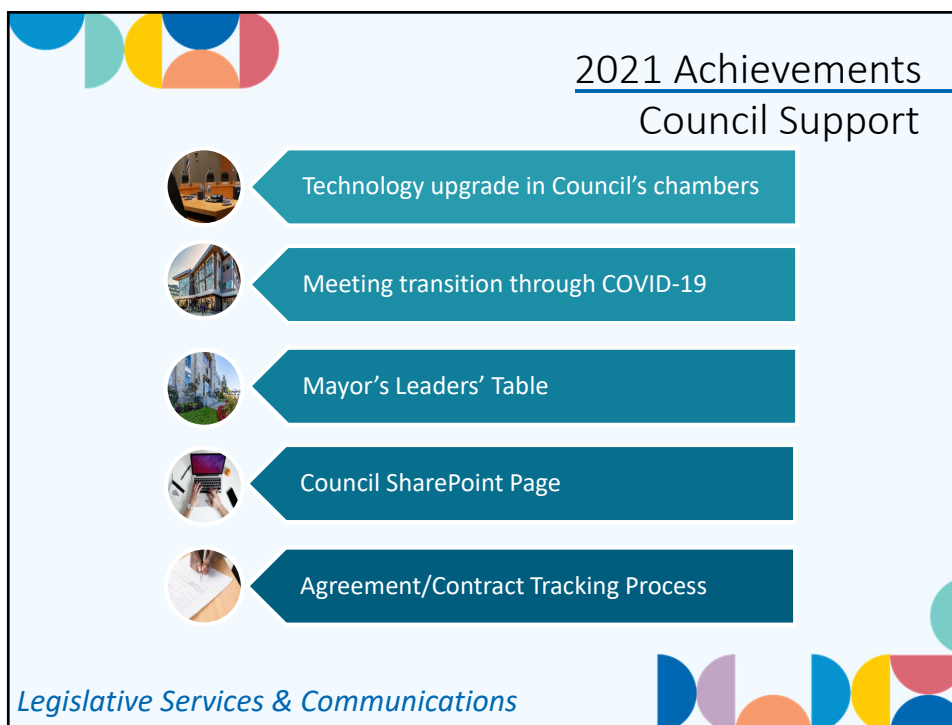 2021 Achievements
Council Support
Technology upgrade in Council’s chambers
Meeting transition through COVID-19
Mayor’s Leaders’ Table
Council SharePoint Page
Agreement/Contract Tracking Process
Legislative Services & Communications